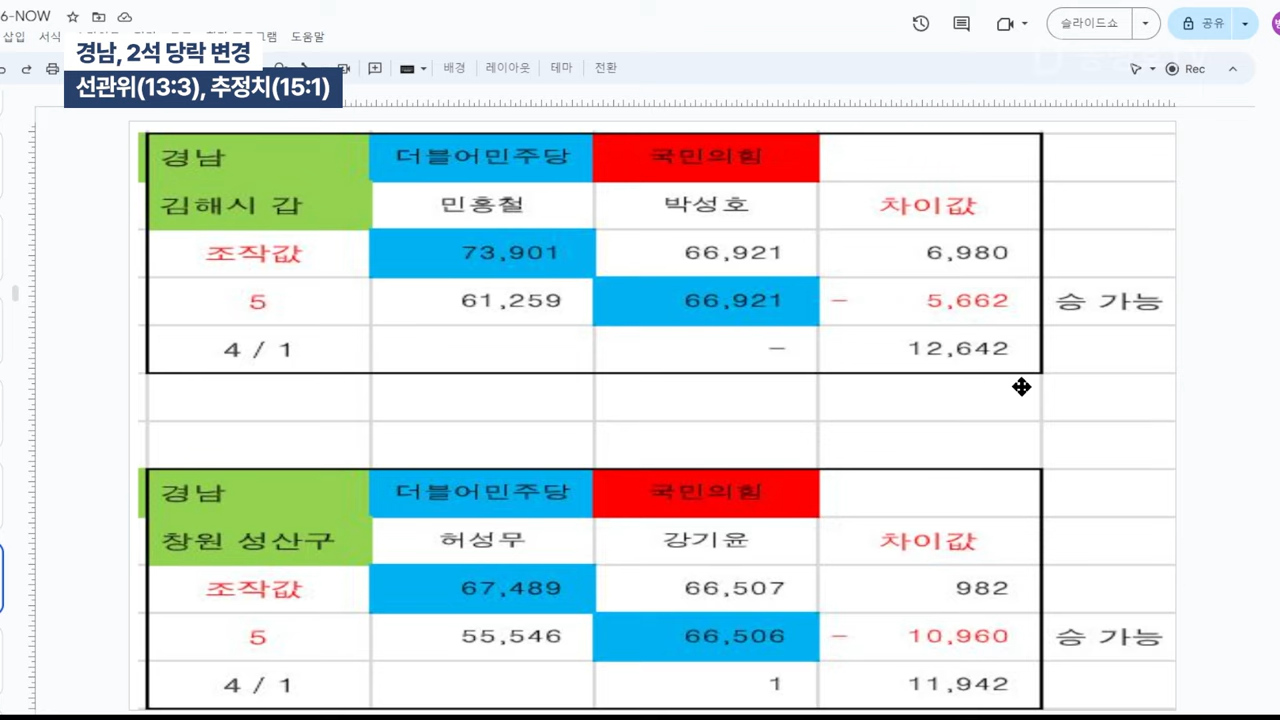 6-NOW
슬라이드쇼
공유
삽입 서식 도움말
경남, 2석 당락 변경
선관위(13:3), 추정치(15:1)
배경 레이아웃 테마 전환
Rec
경남 더불어민주당 국민의힘
김해시 갑 민홍철 박성호 차이값
조작값 73,901 66,921 6,980
5 61,259 66,921 - 5,662 승 가능
4 / 1 - 12,642
경남 더불어민주당 국민의힘
창원 성산구 허성무 강기윤 차이값
조작값 67,489 66,507 982
5 55,546 66,506 - 10,960 승 가능
4 / 1 1 11,942